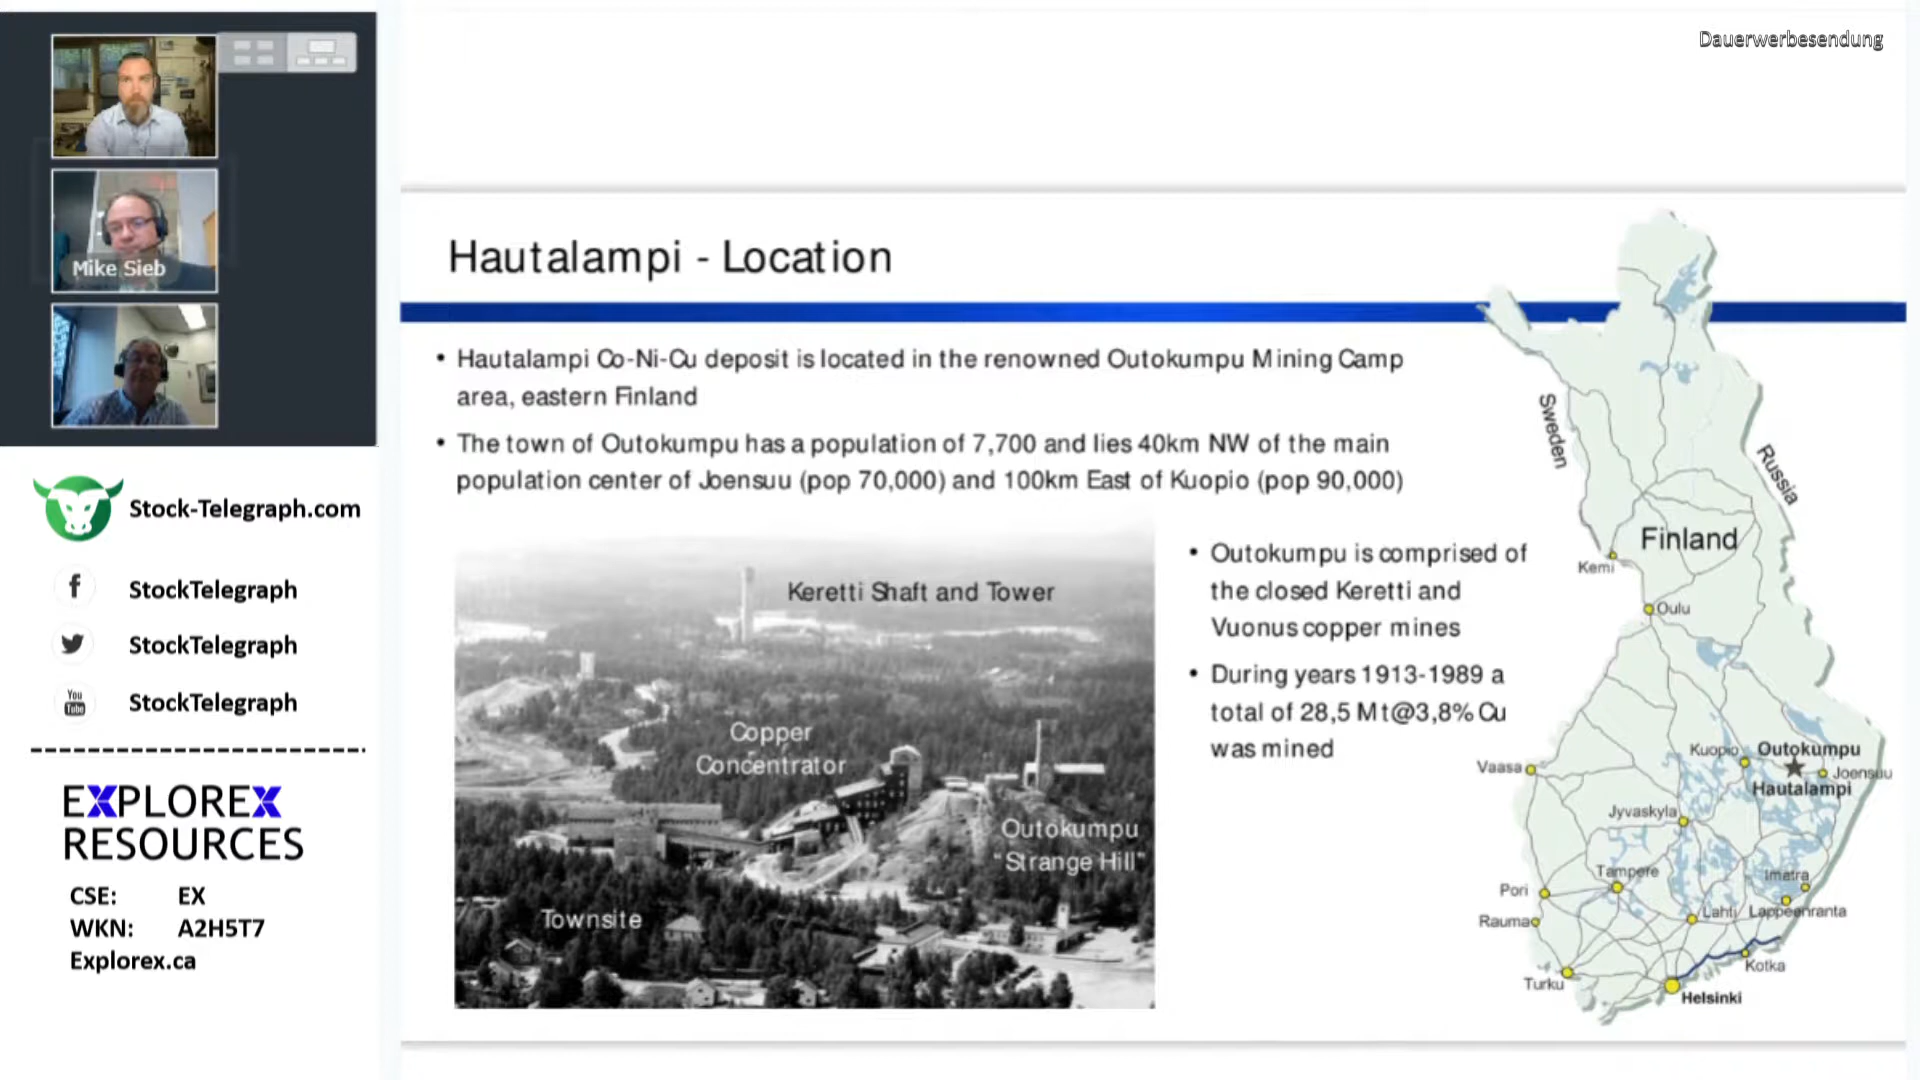 Dauerwerbesendung
Mike Sieb
Stock-Telegraph.com
f
StockTelegraph
StockTelegraph
You
Tube
StockTelegraph
EXPLOREX
RESOURCES
CSE: EX
WKN: A2H5T7
Explorex.ca
Hautalampi - Location
• Hautalampi Co-Ni-Cu deposit is located in the renowned Outokumpu Mining Camp
area, eastern Finland
• The town of Outokumpu has a population of 7,700 and lies 40km NW of the main
population center of Joensuu (pop 70,000) and 100km East of Kuopio (pop 90,000)
Keretti Shaft and Tower
Copper
Concentrator
Outokumpu
"Strange Hill"
Townsite
• Outokumpu is comprised of
the closed Keretti and
Vuonus copper mines
• During years 1913-1989 a
total of 28,5 Mt@3,8% Cu
was mined
Sweden
Russia
Finland
Kemi
Oulu
Kuopio
Outokumpu
Vaasa
Joensuu
Hautalampi
Jyvaskyla
Tampere
Imatra
Pori
Lahti
Lappeenranta
Rauma
Kotka
Turku
Helsinki